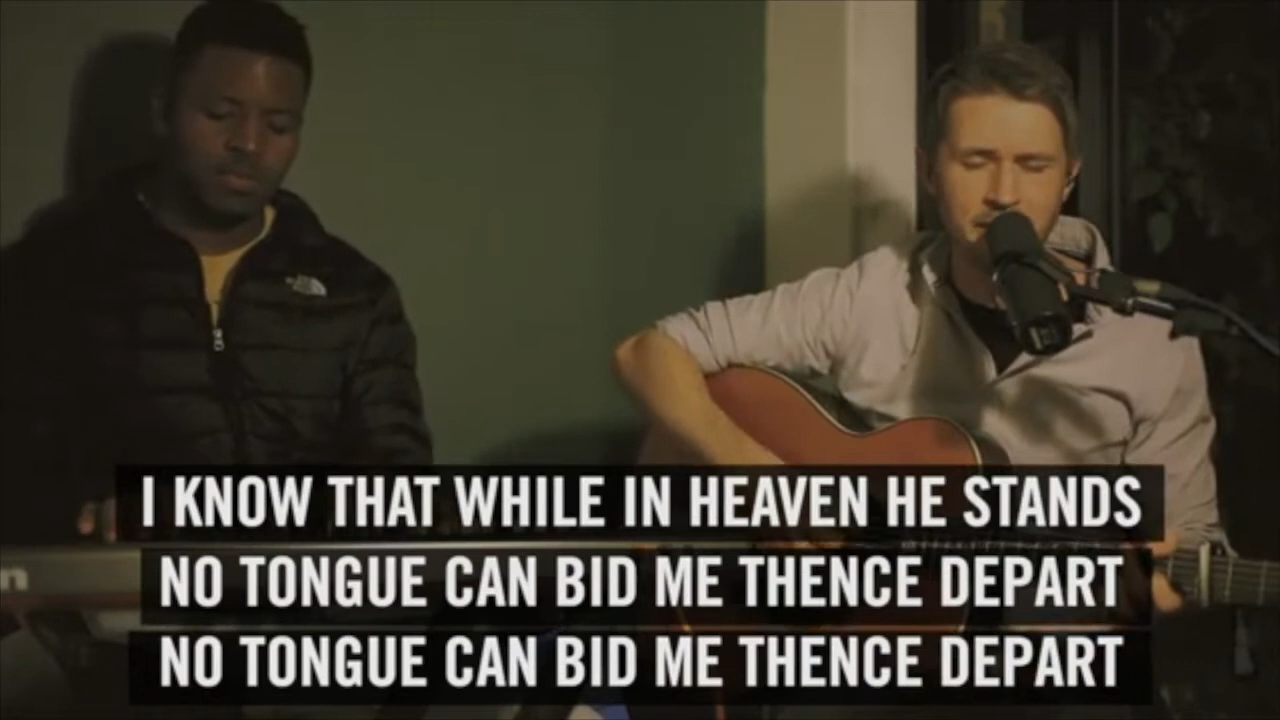 I KNOW THAT WHILE IN HEAVEN HE STANDS
NO TONGUE CAN BID ME THENCE DEPART
NO TONGUE CAN BID ME THENCE DEPART